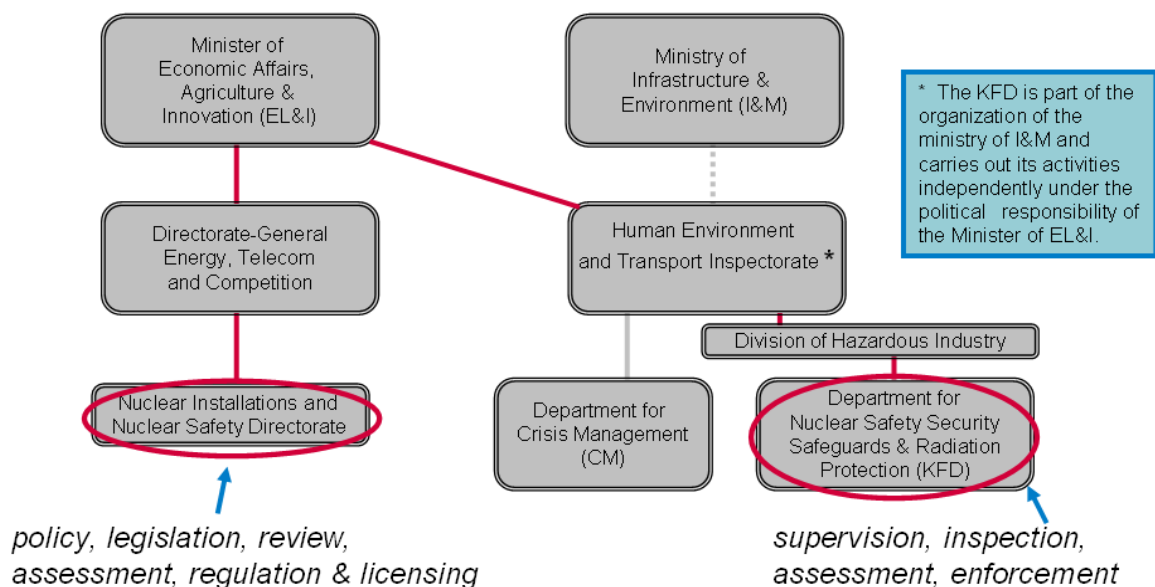 Minister of
Economic Affairs,
Agriculture &
Innovation (EL&I)
Ministry of
Infrastructure &
Environment (I&M)
* The KFD is part of the
organization of the
ministry of I&M and
carries out its activities
independently under the
political responsibility of
the Minister of EL&I.
Directorate-General
Energy, Telecom
and Competition
Human Environment
and Transport Inspectorate *
Division of Hazardous Industry
Nuclear Installations and
Nuclear Safety Directorate
Department for
Crisis Management
(CM)
Department for
Nuclear Safety Security
Safeguards & Radiation
Protection (KFD)
policy, legislation, review,
assessment, regulation & licensing
supervision, inspection,
assessment, enforcement